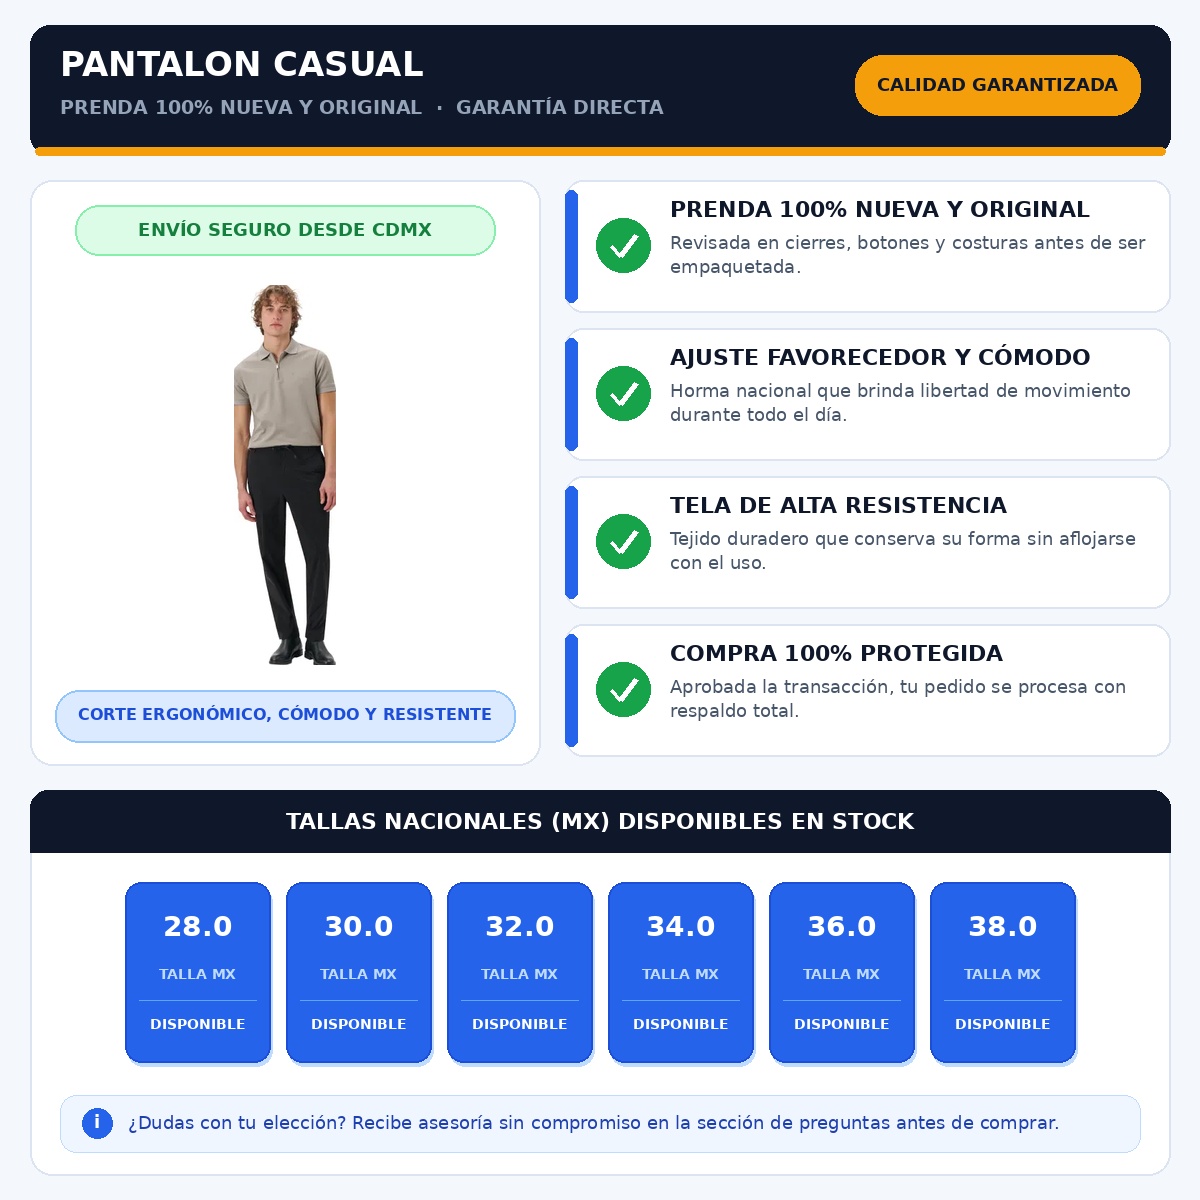 PANTALON CASUAL
PRENDA 100% NUEVA Y ORIGINAL · GARANTÍA DIRECTA
CALIDAD GARANTIZADA
ENVÍO SEGURO DESDE CDMX
CORTE ERGONÓMICO, CÓMODO Y RESISTENTE
PRENDA 100% NUEVA Y ORIGINAL
Revisada en cierres, botones y costuras antes de ser
empaquetada.
AJUSTE FAVORECEDOR Y CÓMODO
Horma nacional que brinda libertad de movimiento
durante todo el día.
TELA DE ALTA RESISTENCIA
Tejido duradero que conserva su forma sin aflojarse
con el uso.
COMPRA 100% PROTEGIDA
Aprobada la transacción, tu pedido se procesa con
respaldo total.
TALLAS NACIONALES (MX) DISPONIBLES EN STOCK
28.0
TALLA MX
DISPONIBLE
30.0
TALLA MX
DISPONIBLE
32.0
TALLA MX
DISPONIBLE
34.0
TALLA MX
DISPONIBLE
36.0
TALLA MX
DISPONIBLE
38.0
TALLA MX
DISPONIBLE
i ¿Dudas con tu elección? Recibe asesoría sin compromiso en la sección de preguntas antes de comprar.